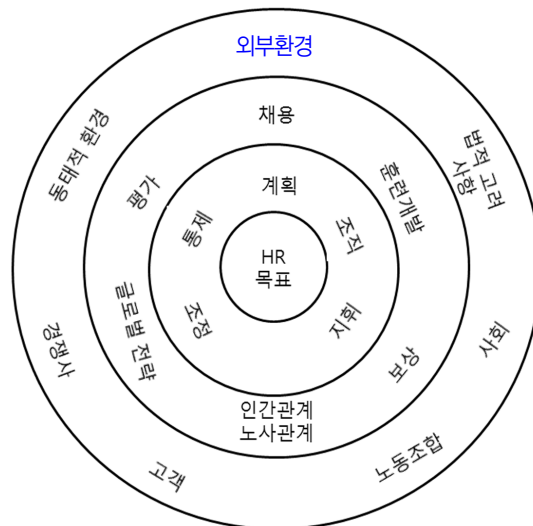 외부환경
동태적 환경
법적 고려
사항
경쟁사
사회
고객
노동조합
채용
평가
훈련개발
글로벌 전략
보상
인간관계
노사관계
계획
통제
조직
조정
지휘
HR
목표